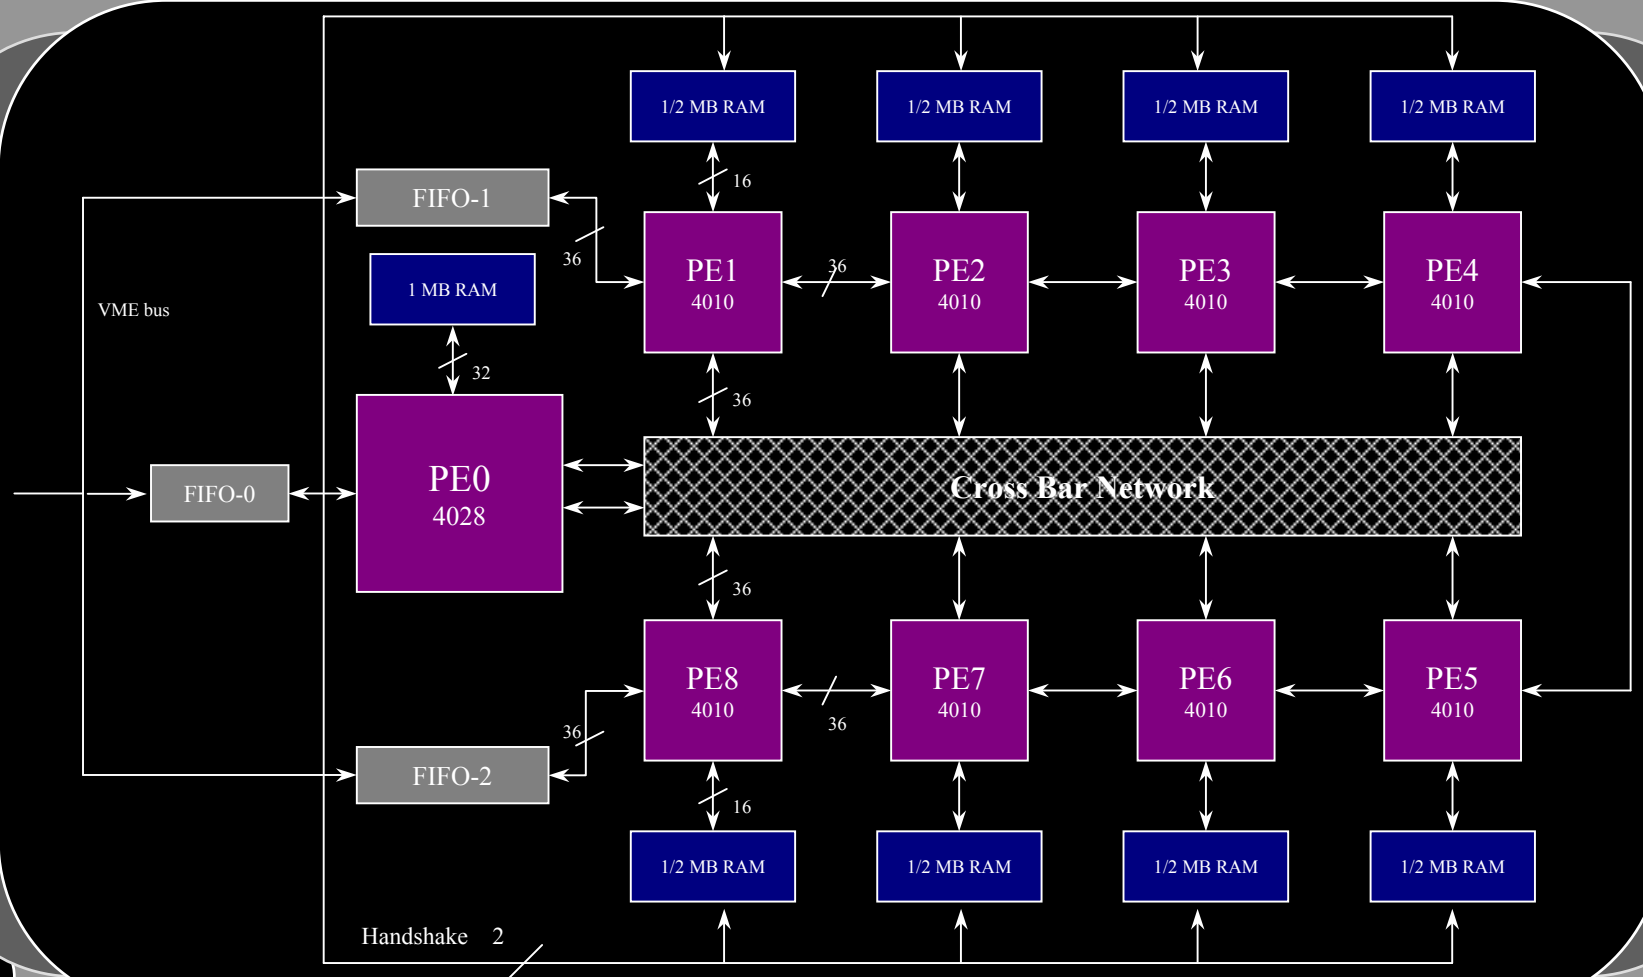 1/2 MB RAM
1/2 MB RAM
1/2 MB RAM
1/2 MB RAM
16
FIFO-1
36
PE1
4010
36
PE2
4010
PE3
4010
PE4
4010
1 MB RAM
VME bus
32
36
PE0
4028
FIFO-0
Cross Bar Network
36
PE8
4010
36
PE7
4010
PE6
4010
PE5
4010
36
FIFO-2
16
1/2 MB RAM
1/2 MB RAM
1/2 MB RAM
1/2 MB RAM
Handshake 2